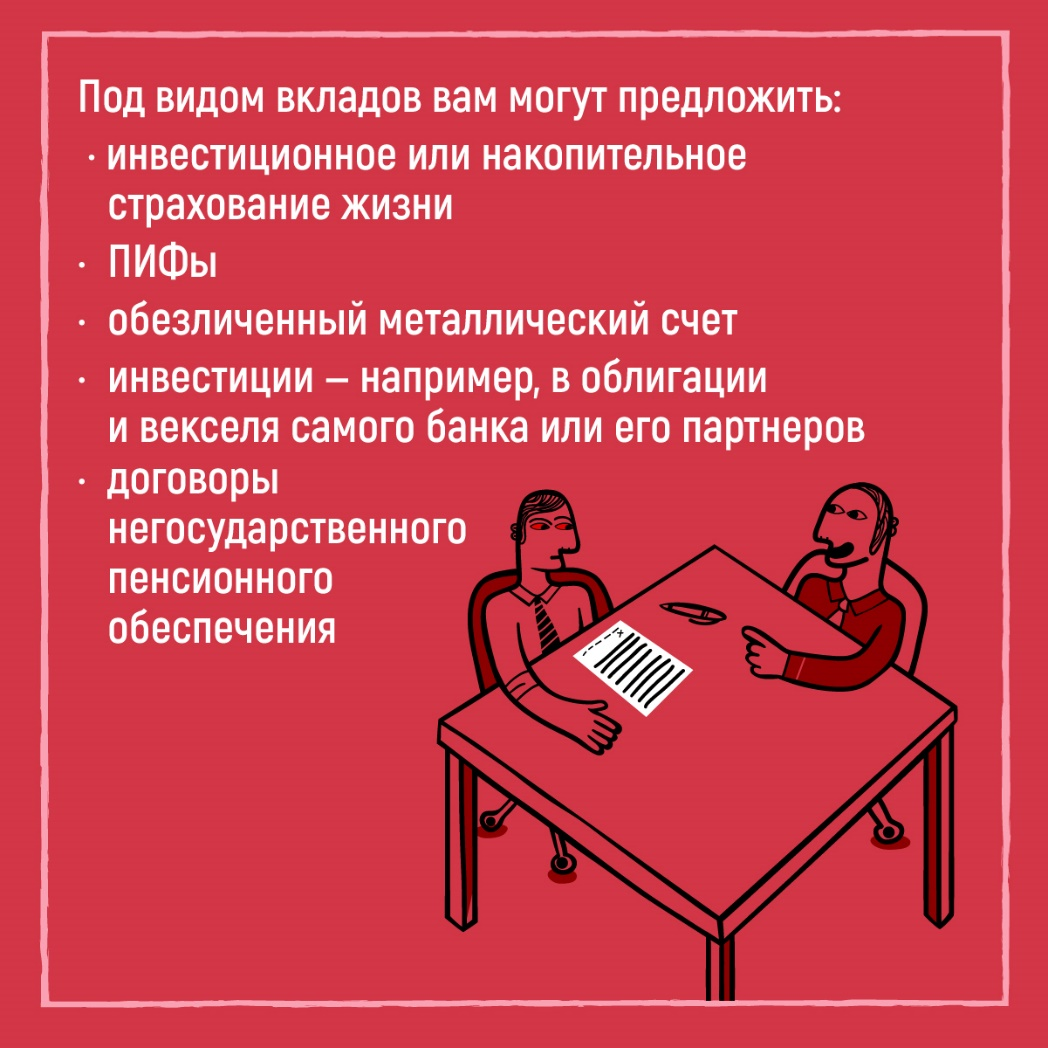 Под видом вкладов вам могут предложить:
· инвестиционное или накопительное
страхование жизни
· ПИФы
· обезличенный металлический счет
· инвестиции – например, в облигации
и векселя самого банка или его партнеров
· договоры
негосударственного
пенсионного
обеспечения